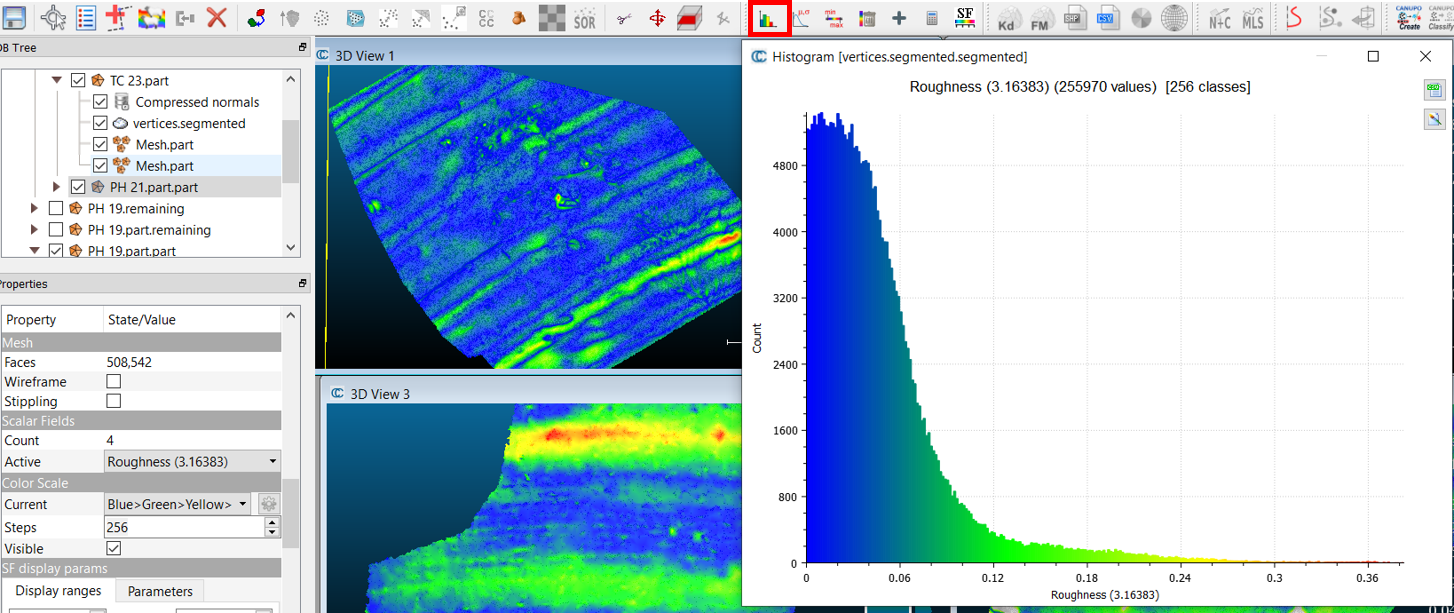 C C
C C
C C
SOR
μ,σ
min
max
SF
Kd
FM
SHP
CSV
N+C
MLS
CANUPO
Create
CANUPO
Classify
DB Tree
TC 23.part
Compressed normals
vertices.segmented
Mesh.part
Mesh.part
PH 21.part.part
PH 19.remaining
PH 19.part.remaining
PH 19.part.part
Properties
Property State/Value
Mesh
Faces 508,542
Wireframe
Stippling
Scalar Fields
Count 4
Active Roughness (3.16383)
Color Scale
Current Blue>Green>Yellow>
Steps 256
Visible
SF display params
Display ranges Parameters
3D View 1
3D View 3
Histogram [vertices.segmented.segmented]
Roughness (3.16383) (255970 values) [256 classes]
CSV
Count
4800
4000
3200
2400
1600
800
0
0 0.06 0.12 0.18 0.24 0.3 0.36
Roughness (3.16383)